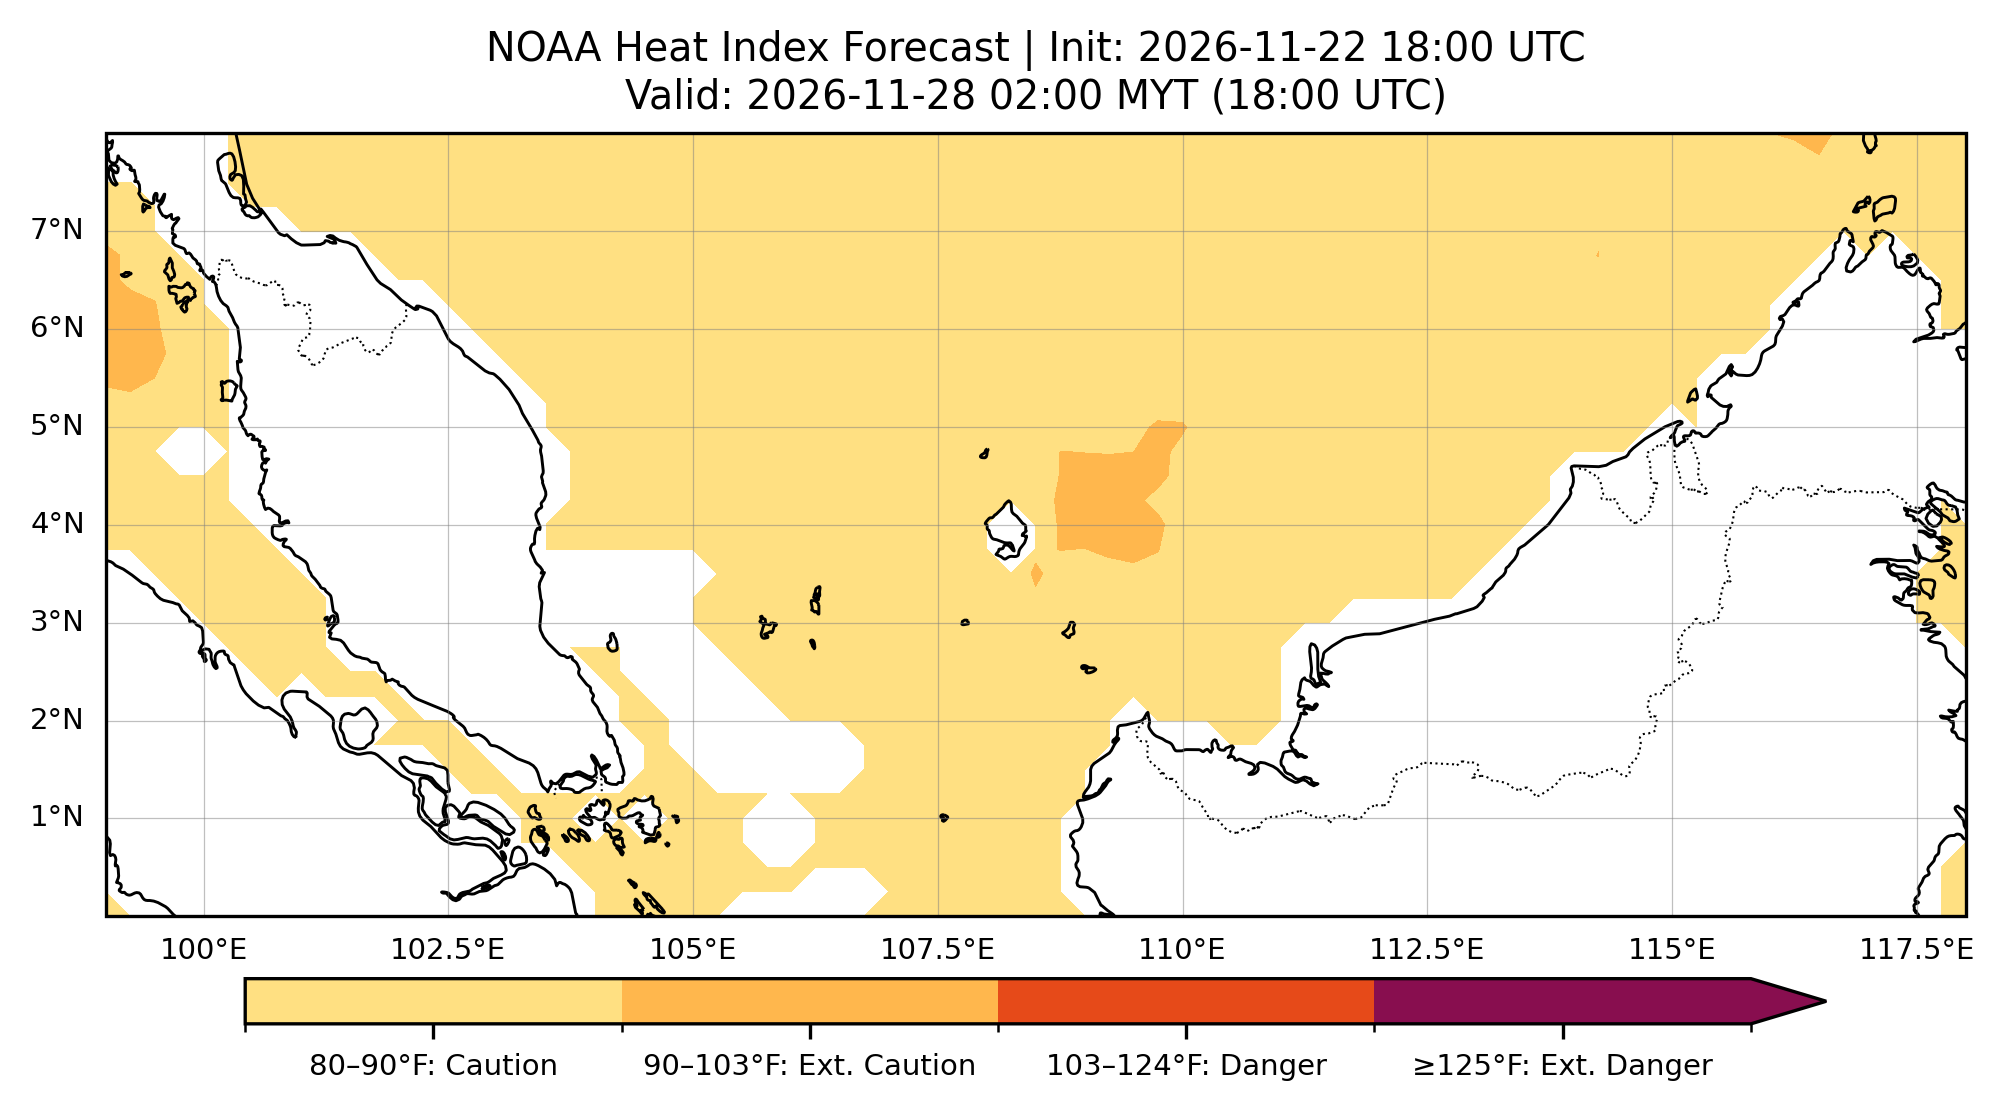 NOAA Heat Index Forecast | Init: 2026-11-22 18:00 UTC
Valid: 2026-11-28 02:00 MYT (18:00 UTC)
7°N
6°N
5°N
4°N
3°N
2°N
1°N
100°E 102.5°E 105°E 107.5°E 110°E 112.5°E 115°E 117.5°E
80–90°F: Caution 90–103°F: Ext. Caution 103–124°F: Danger ≥125°F: Ext. Danger